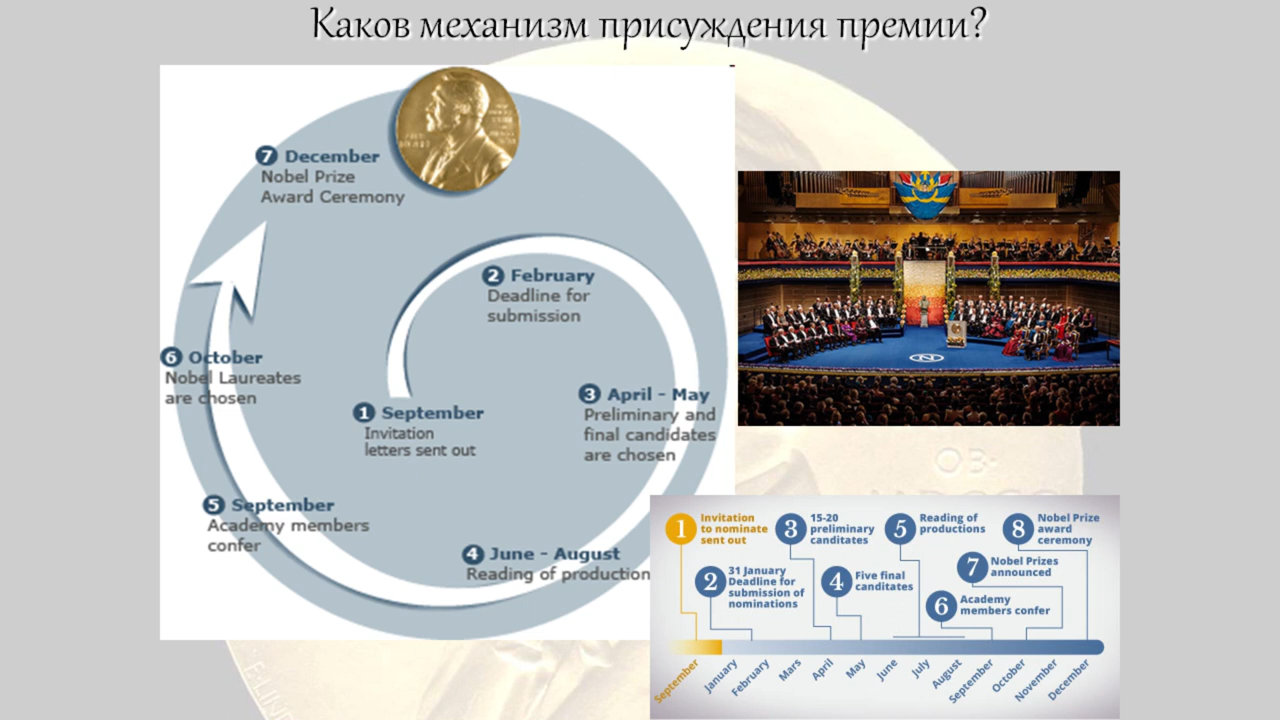 Каков механизм присуждения премии?
7 December
Nobel Prize
Award Ceremony
2 February
Deadline for
submission
6 October
Nobel Laureates
are chosen
1 September
Invitation
letters sent out
3 April - May
Preliminary and
final candidates
are chosen
5 September
Academy members
confer
4 June - August
Reading of production
1 Invitation
to nominate
sent out
2 31 January
Deadline for
submission of
nominations
3 15-20
preliminary
canditates
4 Five final
canditates
5 Reading of
productions
6 Academy
members confer
7 Nobel Prizes
announced
8 Nobel Prize
award
ceremony
September
January
February
Mars
April
May
June
July
August
September
October
November
December